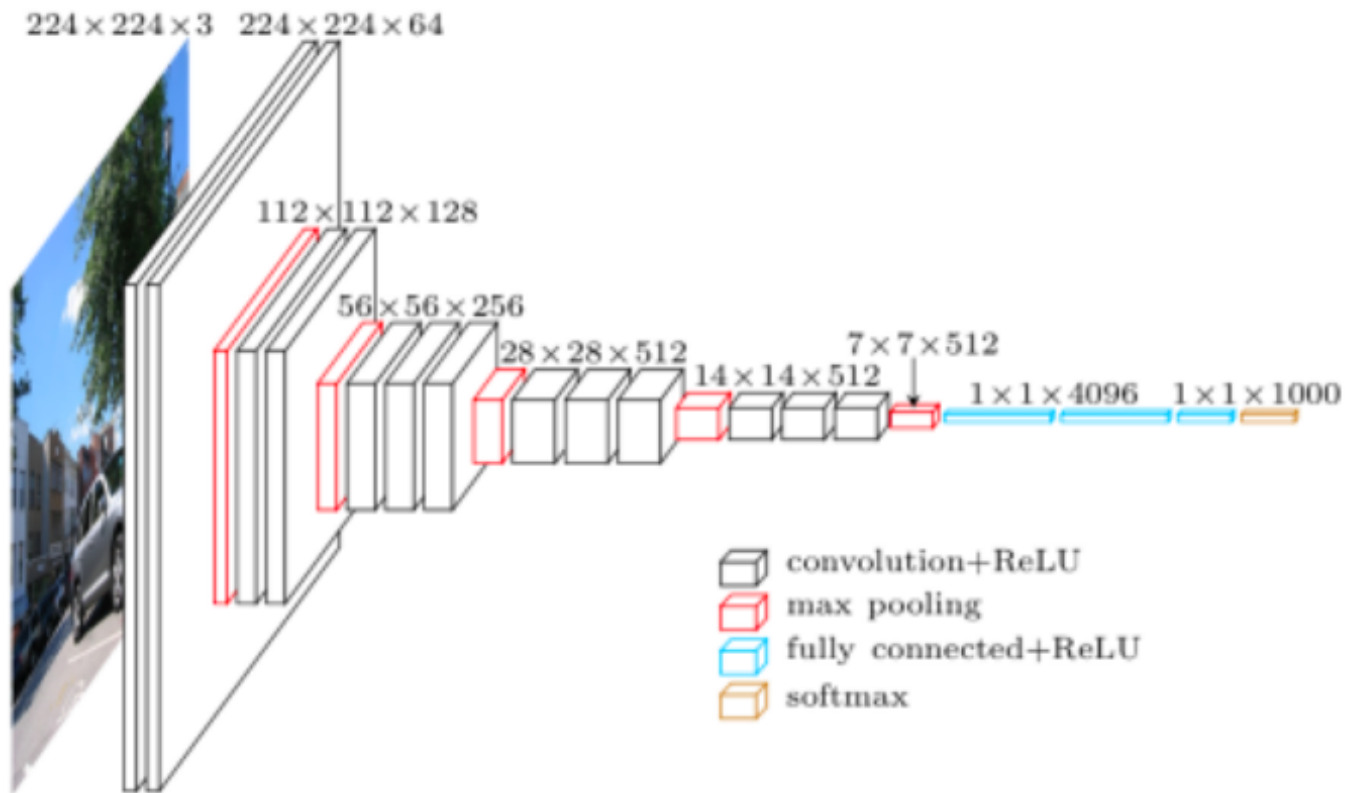 224×224×3
224×224×64
112×112×128
56×56×256
28×28×512
14×14×512
7×7×512
1×1×4096
1×1×1000
convolution+ReLU
max pooling
fully connected+ReLU
softmax